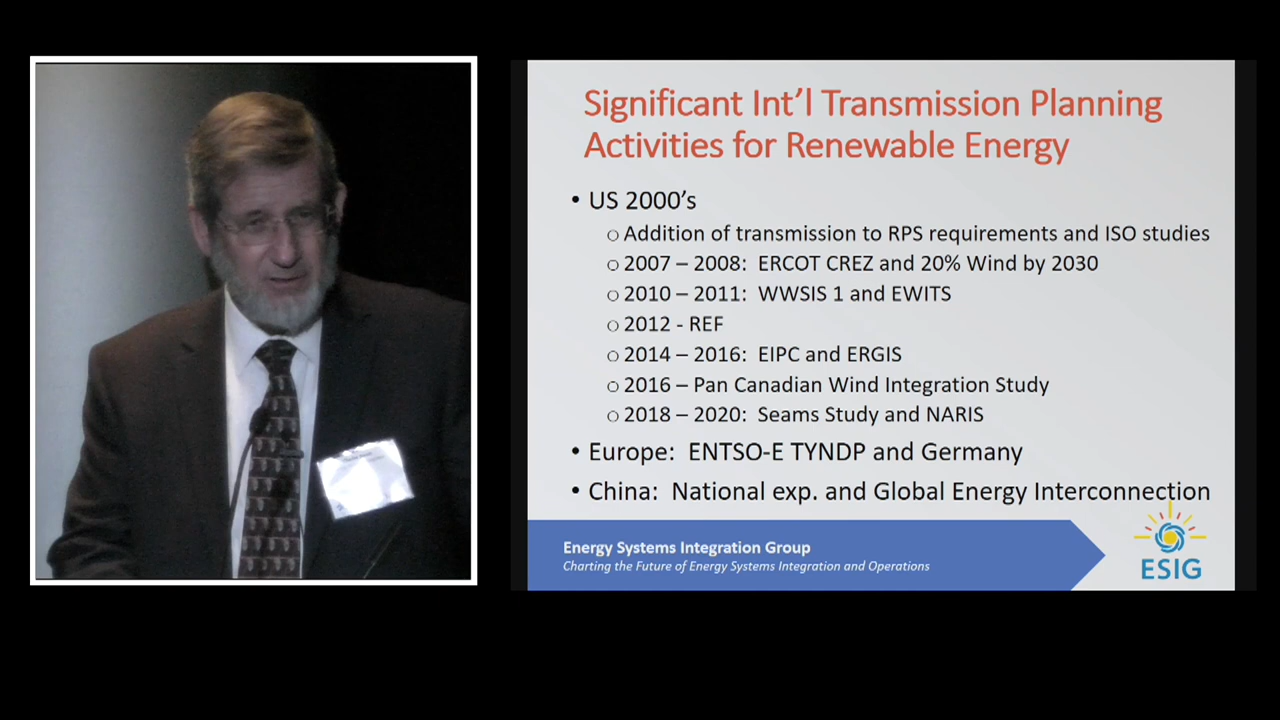 Significant Int'l Transmission Planning
Activities for Renewable Energy
• US 2000's
○ Addition of transmission to RPS requirements and ISO studies
○ 2007 – 2008: ERCOT CREZ and 20% Wind by 2030
○ 2010 – 2011: WWSIS 1 and EWITS
○ 2012 - REF
○ 2014 – 2016: EIPC and ERGIS
○ 2016 – Pan Canadian Wind Integration Study
○ 2018 – 2020: Seams Study and NARIS
• Europe: ENTSO-E TYNDP and Germany
• China: National exp. and Global Energy Interconnection
Energy Systems Integration Group
Charting the Future of Energy Systems Integration and Operations
ESIG